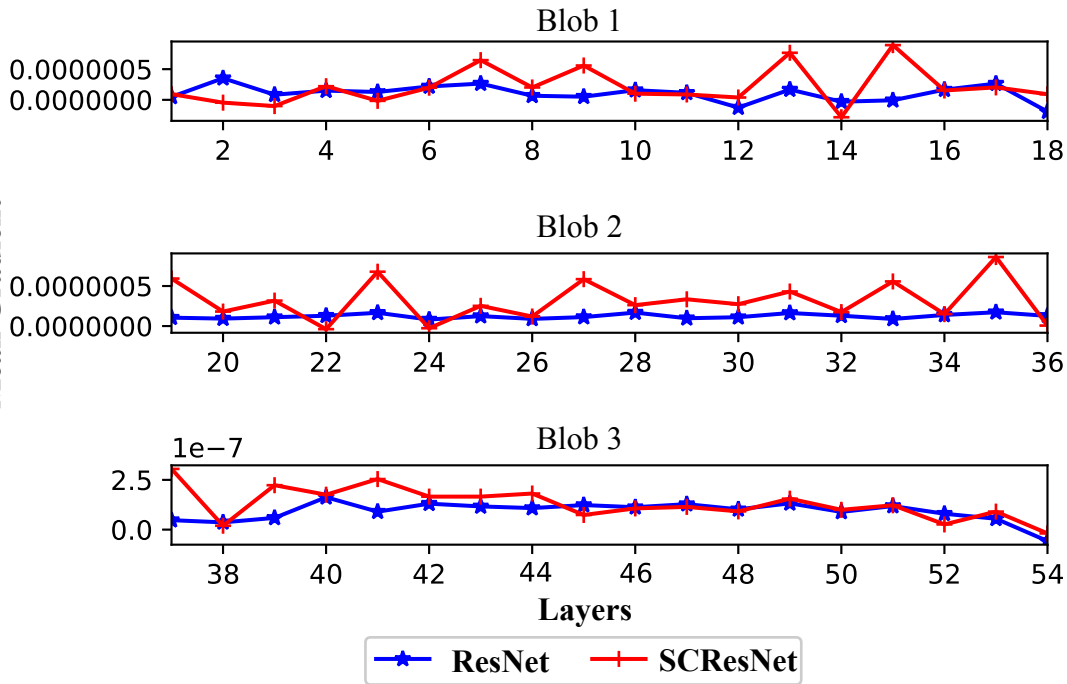 Blob 1
0.0000005
0.0000000
2 4 6 8 10 12 14 16 18
Blob 2
0.0000005
0.0000000
20 22 24 26 28 30 32 34 36
1e−7
Blob 3
2.5
0.0
38 40 42 44 46 48 50 52 54
Layers
ResNet SCResNet